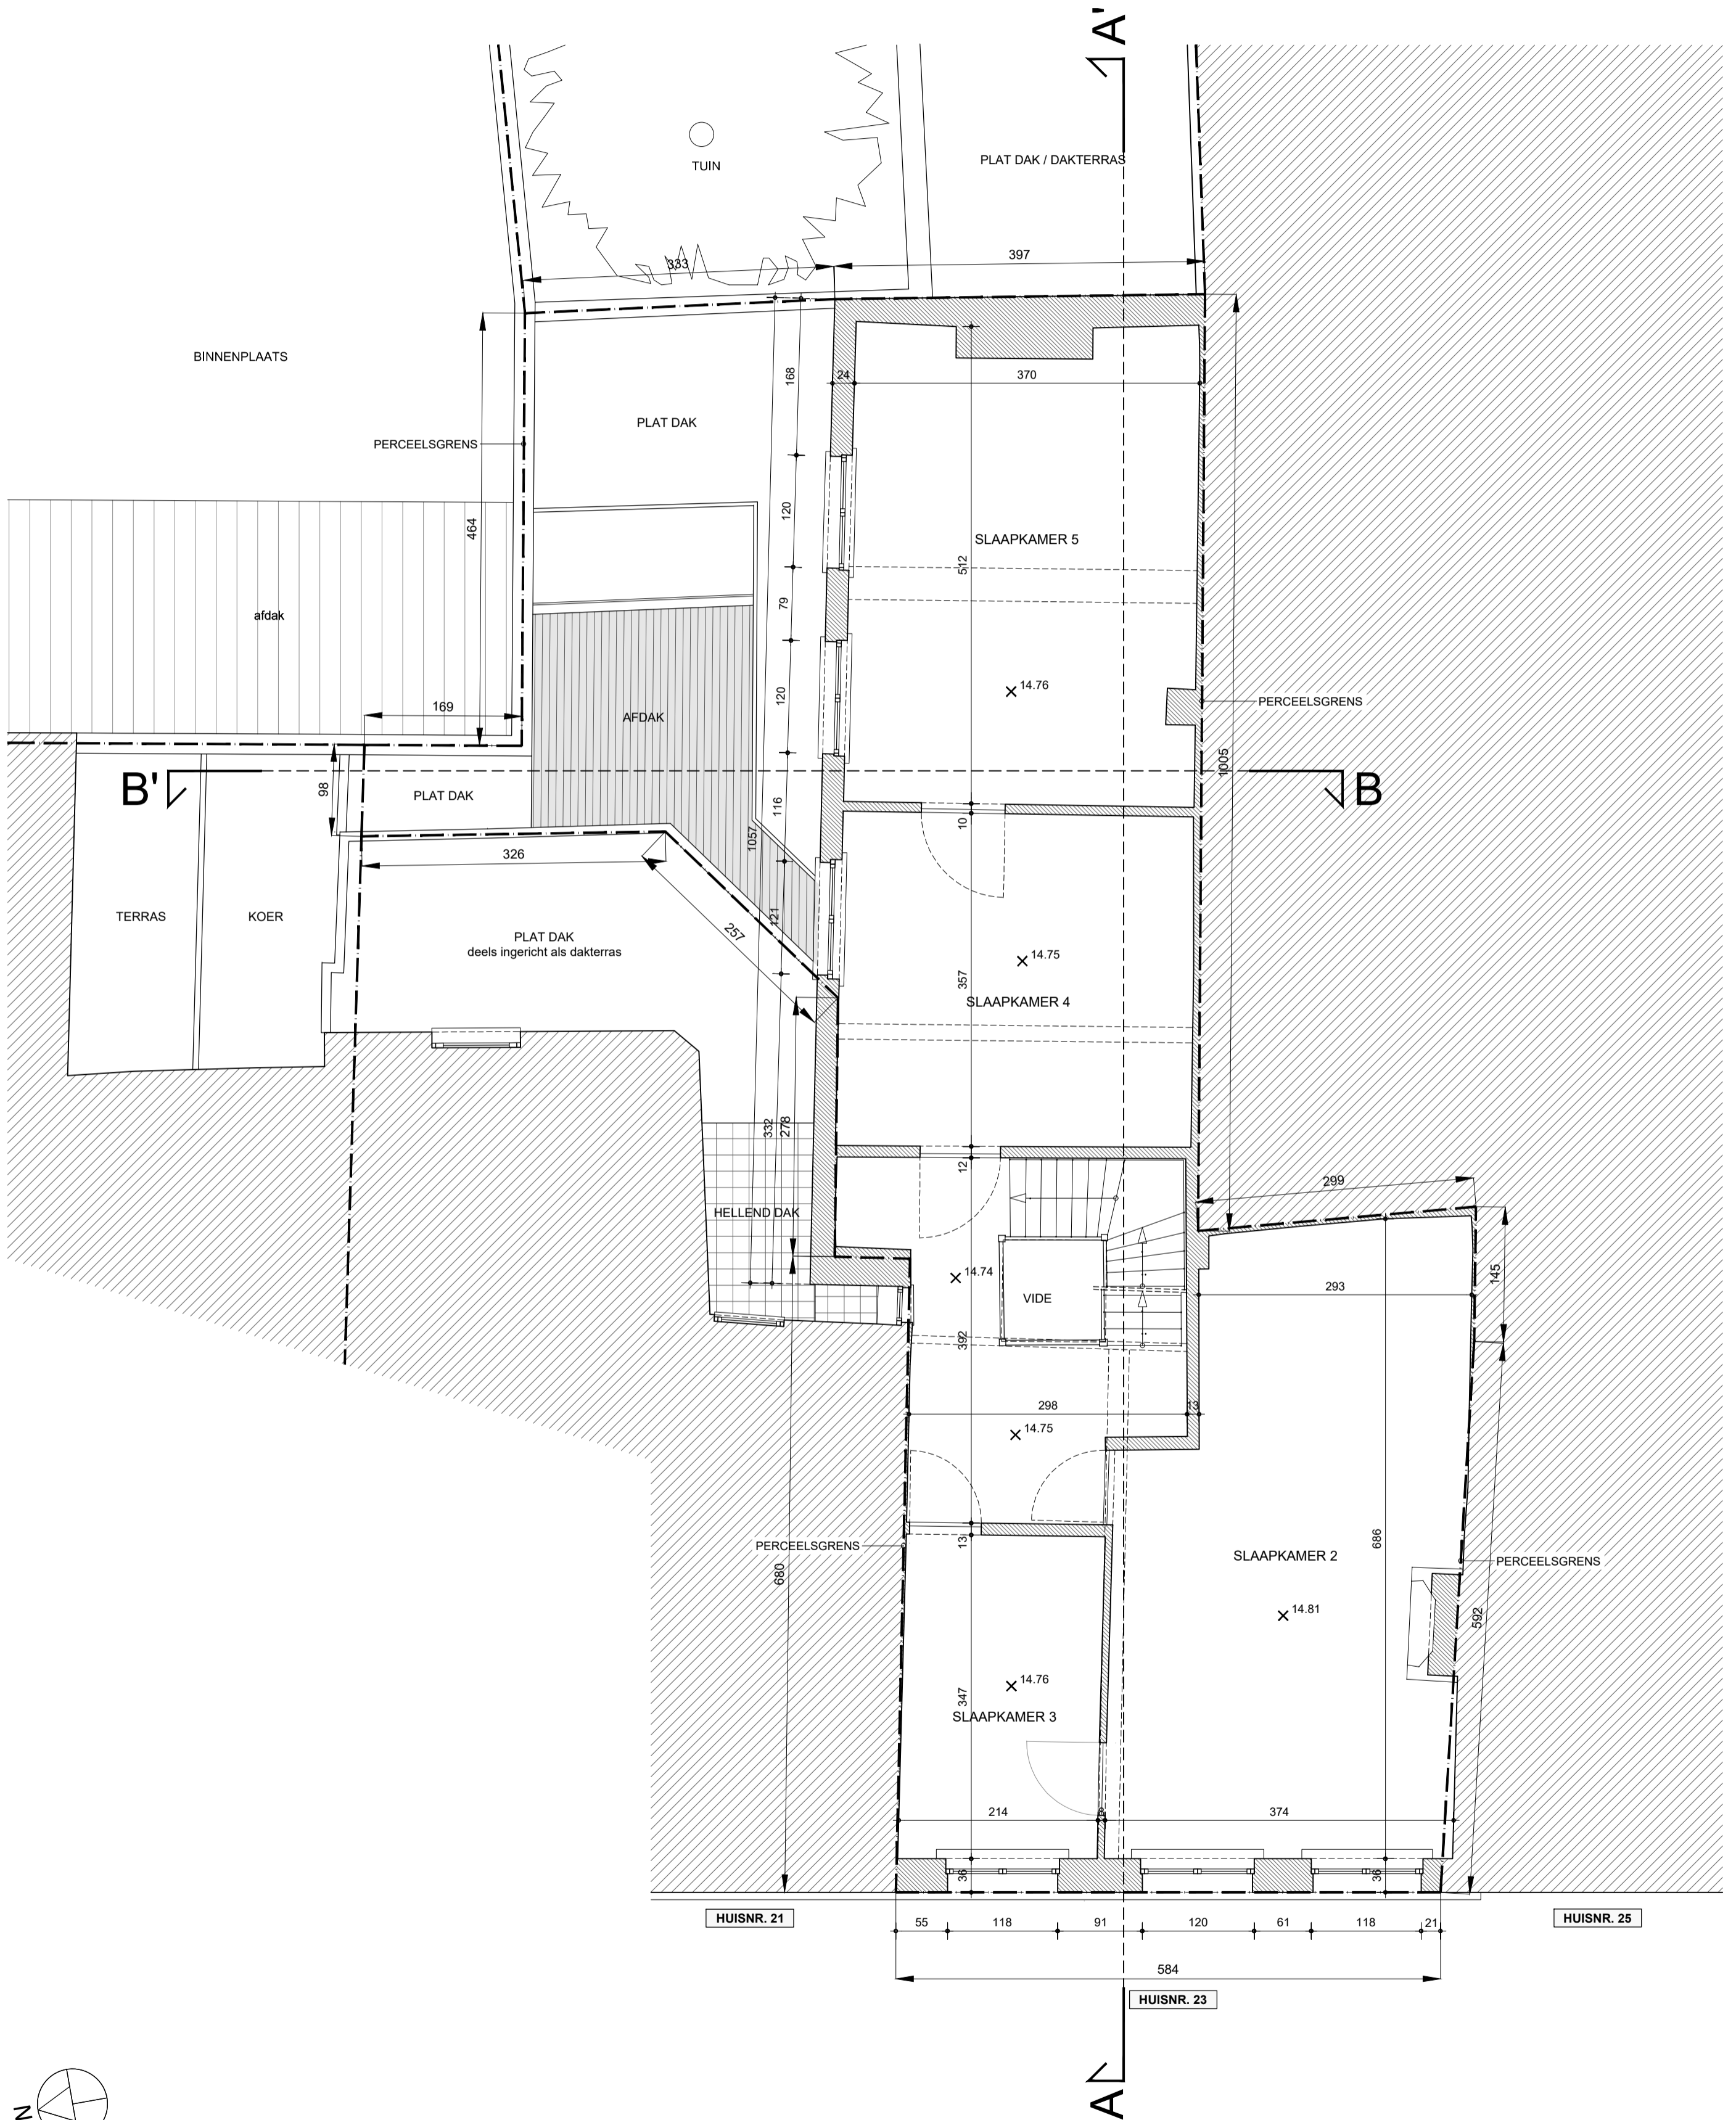 A'
TUIN
PLAT DAK / DAKTERRAS
333
397
BINNENPLAATS
168
24
370
PLAT DAK
PERCEELSGRENS
464
120
SLAAPKAMER 5
512
79
afdak
14.76
120
PERCEELSGRENS
169
AFDAK
1005
B'
B
98
PLAT DAK
116
10
1057
326
TERRAS
KOER
121
257
PLAT DAK
deels ingericht als dakterras
14.75
357
SLAAPKAMER 4
332
278
12
299
HELLEND DAK
14.74
145
293
VIDE
392
298
13
14.75
13
PERCEELSGRENS
686
SLAAPKAMER 2
PERCEELSGRENS
680
592
14.81
14.76
347
SLAAPKAMER 3
214
8
374
36
36
HUISNR. 21
55
118
91
120
61
118
21
HUISNR. 25
584
HUISNR. 23
A
N